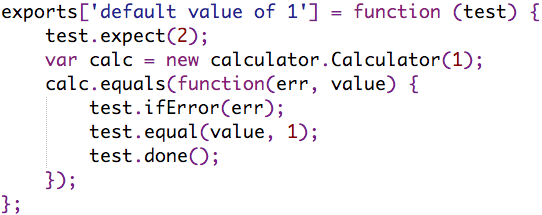 exports['default value of 1'] = function (test) {
    test.expect(2);
    var calc = new calculator.Calculator(1);
    calc.equals(function(err, value) {
        test.ifError(err);
        test.equal(value, 1);
        test.done();
    });
};